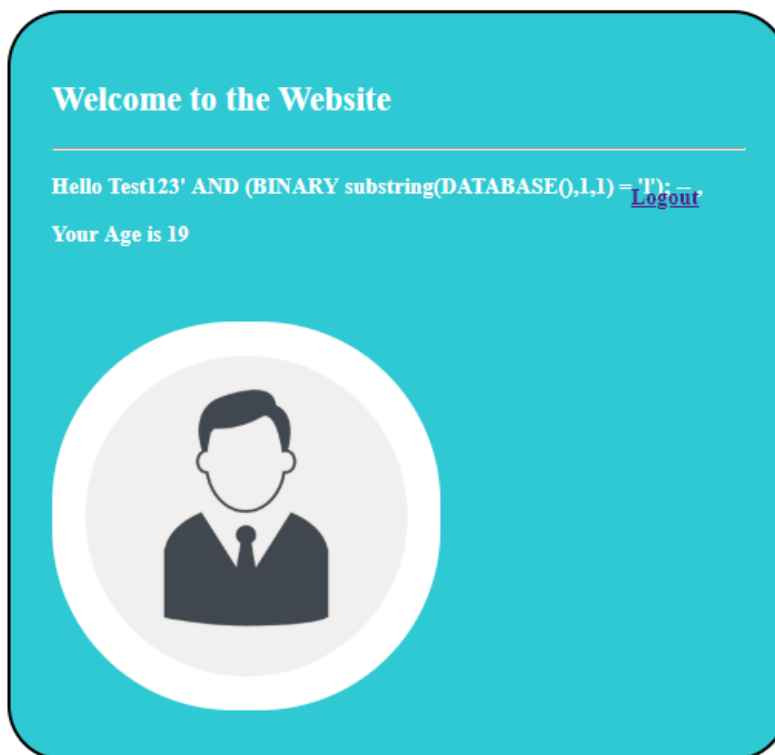 Welcome to the Website
Hello Test123' AND (BINARY substring(DATABASE(),1,1) = 'l'); -- ,
Logout
Your Age is 19